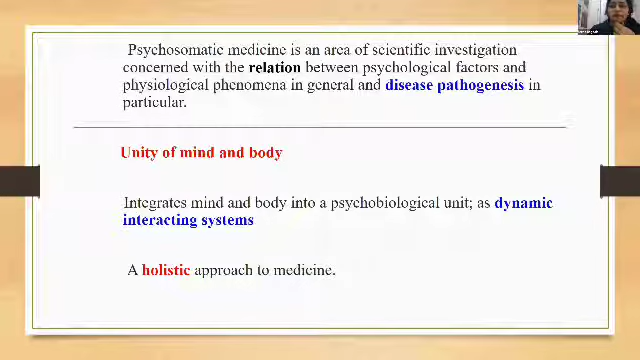 Psychosomatic medicine is an area of scientific investigation
concerned with the relation between psychological factors and
physiological phenomena in general and disease pathogenesis in
particular.
Unity of mind and body
Integrates mind and body into a psychobiological unit; as dynamic
interacting systems
A holistic approach to medicine.